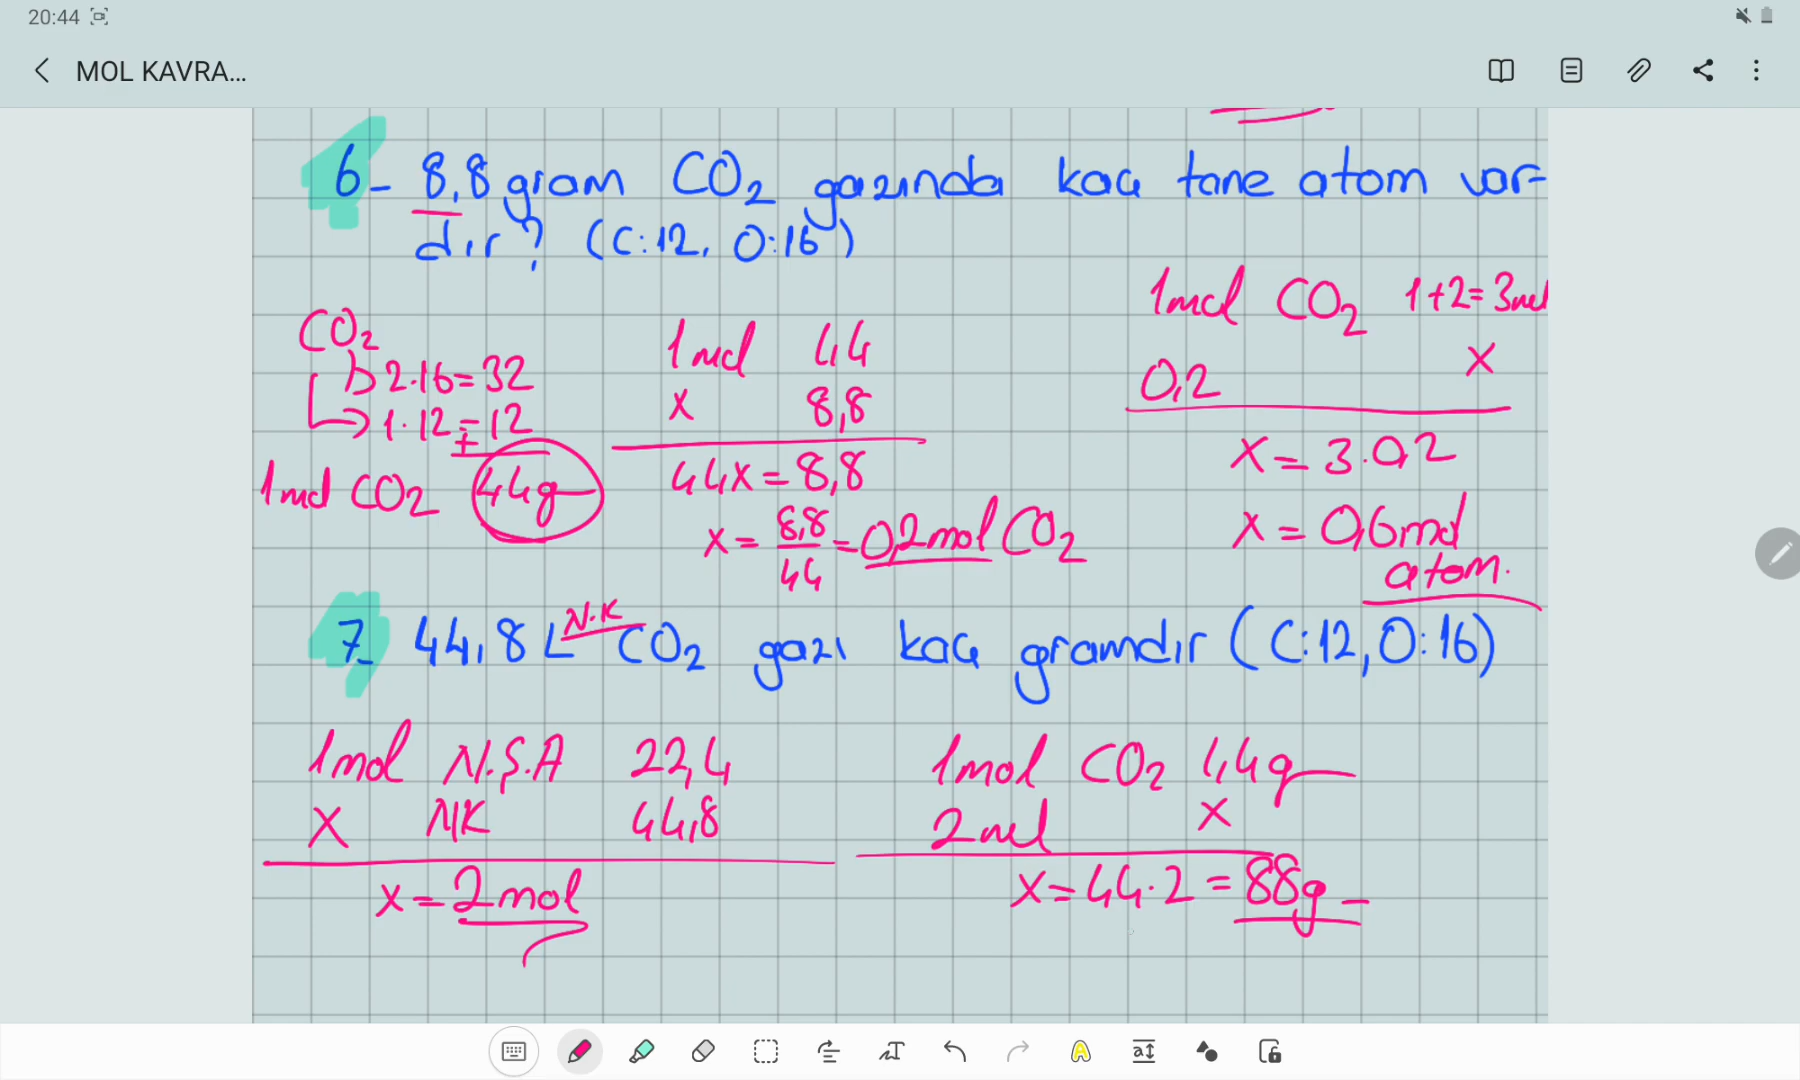 20:44
MOL KAVRA...
6- 8,8 gram CO2 gazında kaç tane atom var-
dır? (C:12, O:16)
CO2
2.16=32
1.12=12
+
1mol CO2 44g
1mol 44
x 8,8
44x=8,8
x = 8,8/44 = 0,2mol CO2
1mol CO2 1+2=3mol
0,2 x
x=3.0,2
x = 0,6mol
atom.
7- 44,8 L N.K CO2 gazı kaç gramdır (C:12, O:16)
1mol N.Ş.A 22,4
X NK 44,8
x=2mol
1mol CO2 44g
2mol x
x=44.2=88g